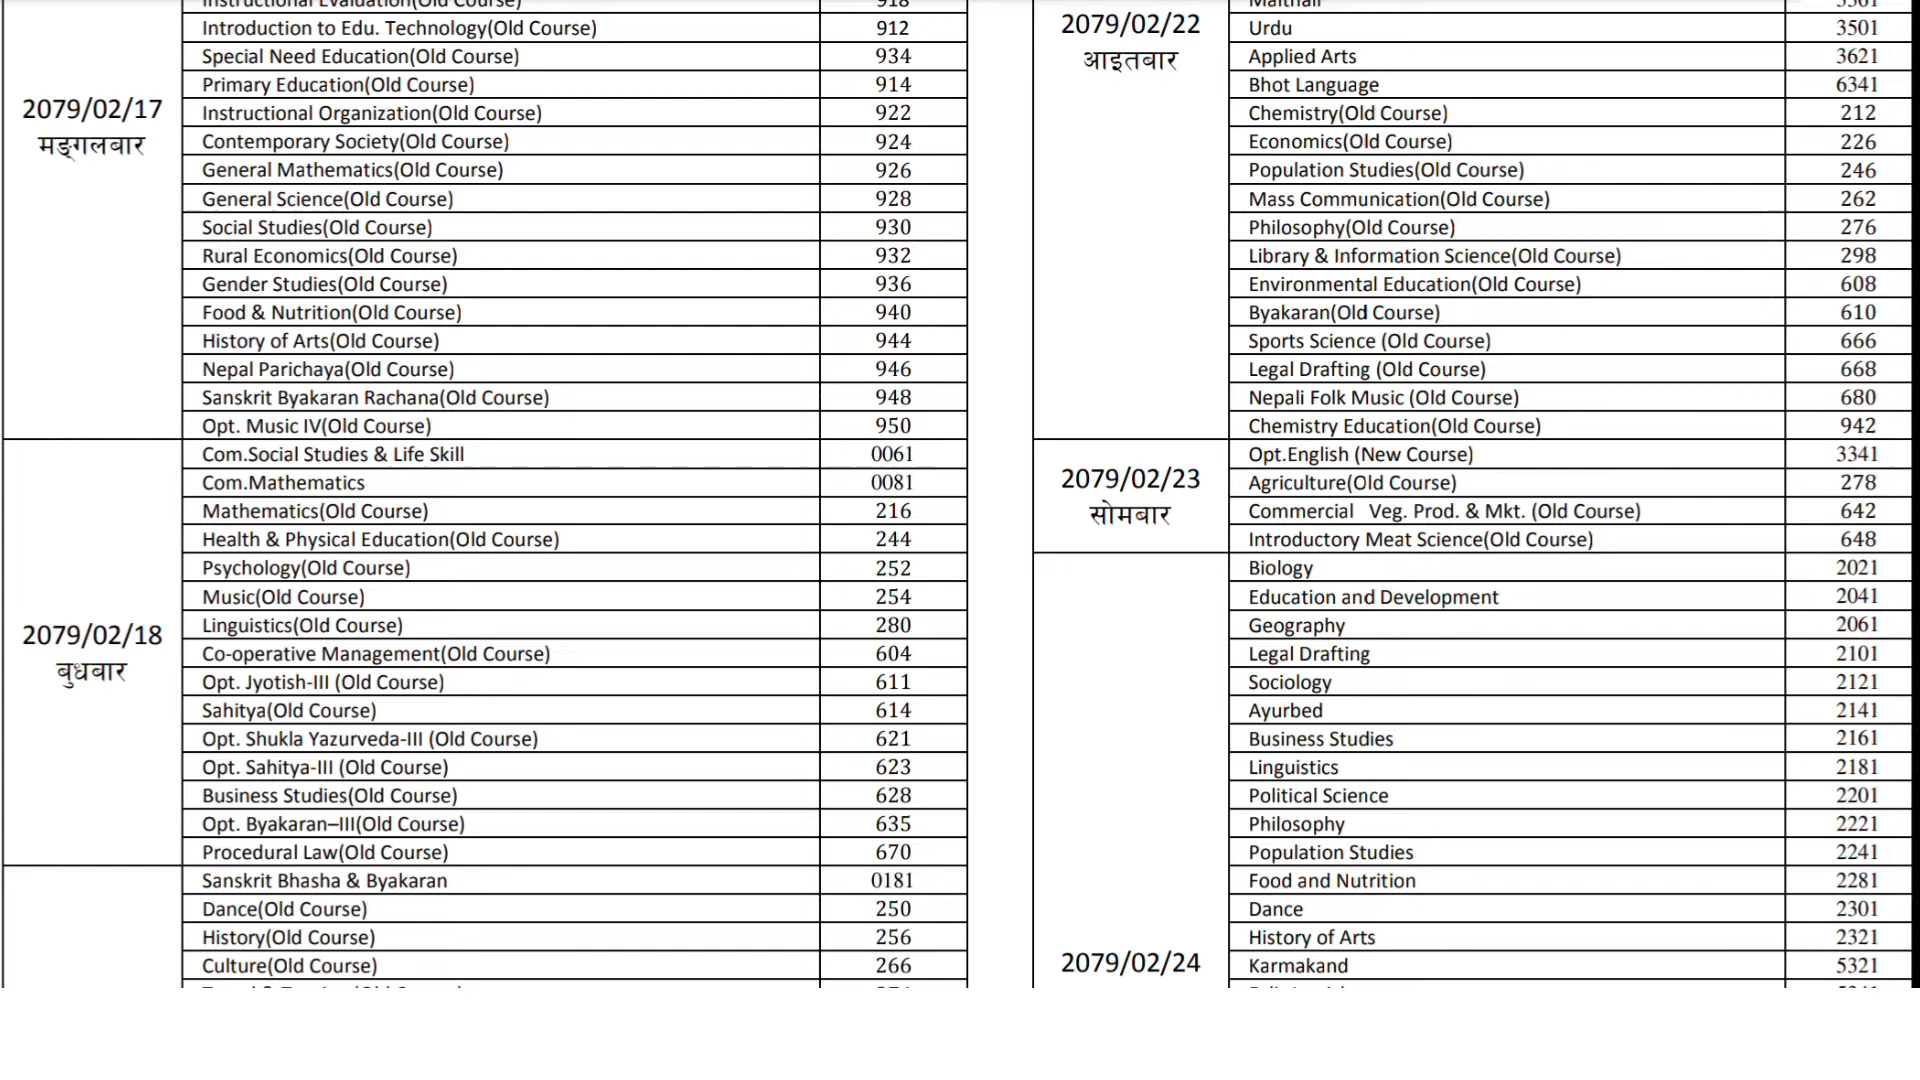 Instructional Evaluation(Old Course) 918
Introduction to Edu. Technology(Old Course) 912
Special Need Education(Old Course) 934
Primary Education(Old Course) 914
2079/02/17
मङ्गलबार
Instructional Organization(Old Course) 922
Contemporary Society(Old Course) 924
General Mathematics(Old Course) 926
General Science(Old Course) 928
Social Studies(Old Course) 930
Rural Economics(Old Course) 932
Gender Studies(Old Course) 936
Food & Nutrition(Old Course) 940
History of Arts(Old Course) 944
Nepal Parichaya(Old Course) 946
Sanskrit Byakaran Rachana(Old Course) 948
Opt. Music IV(Old Course) 950
Com.Social Studies & Life Skill 0061
Com.Mathematics 0081
Mathematics(Old Course) 216
Health & Physical Education(Old Course) 244
Psychology(Old Course) 252
Music(Old Course) 254
Linguistics(Old Course) 280
2079/02/18
बुधबार
Co-operative Management(Old Course) 604
Opt. Jyotish-III (Old Course) 611
Sahitya(Old Course) 614
Opt. Shukla Yazurveda-III (Old Course) 621
Opt. Sahitya-III (Old Course) 623
Business Studies(Old Course) 628
Opt. Byakaran–III(Old Course) 635
Procedural Law(Old Course) 670
Sanskrit Bhasha & Byakaran 0181
Dance(Old Course) 250
History(Old Course) 256
Culture(Old Course) 266
Maithali
2079/02/22
आइतबार
Urdu 3501
Applied Arts 3621
Bhot Language 6341
Chemistry(Old Course) 212
Economics(Old Course) 226
Population Studies(Old Course) 246
Mass Communication(Old Course) 262
Philosophy(Old Course) 276
Library & Information Science(Old Course) 298
Environmental Education(Old Course) 608
Byakaran(Old Course) 610
Sports Science (Old Course) 666
Legal Drafting (Old Course) 668
Nepali Folk Music (Old Course) 680
Chemistry Education(Old Course) 942
2079/02/23
सोमबार
Opt.English (New Course) 3341
Agriculture(Old Course) 278
Commercial Veg. Prod. & Mkt. (Old Course) 642
Introductory Meat Science(Old Course) 648
Biology 2021
Education and Development 2041
Geography 2061
Legal Drafting 2101
Sociology 2121
Ayurbed 2141
Business Studies 2161
Linguistics 2181
Political Science 2201
Philosophy 2221
Population Studies 2241
Food and Nutrition 2281
Dance 2301
History of Arts 2321
2079/02/24
Karmakand 5321